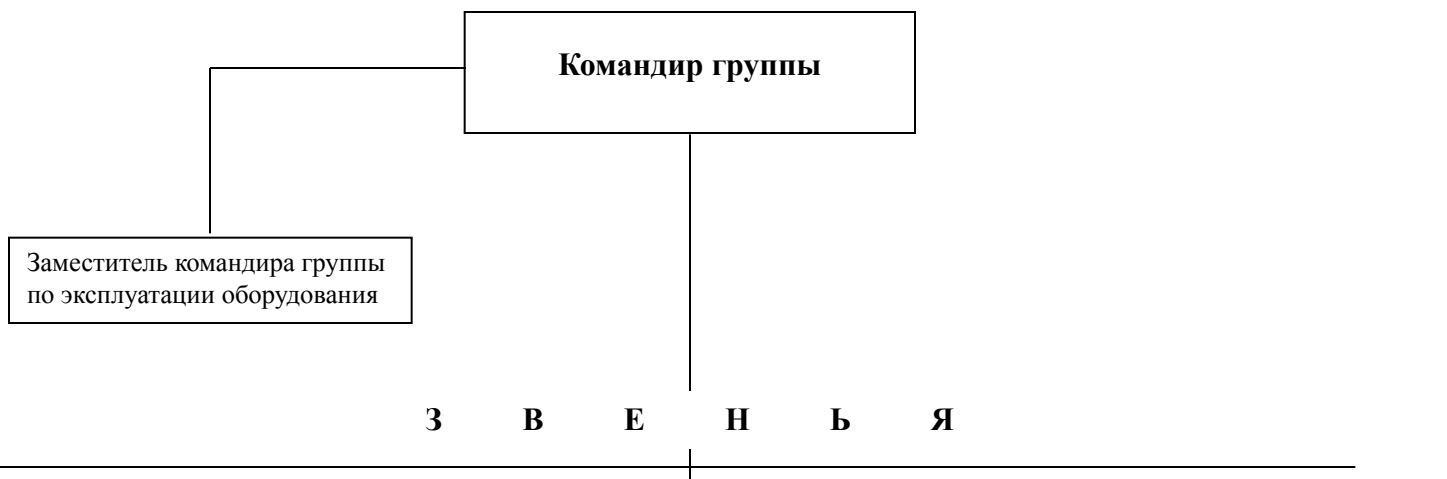 Командир группы
Заместитель командира группы
по эксплуатации оборудования
З В Е Н Ь Я